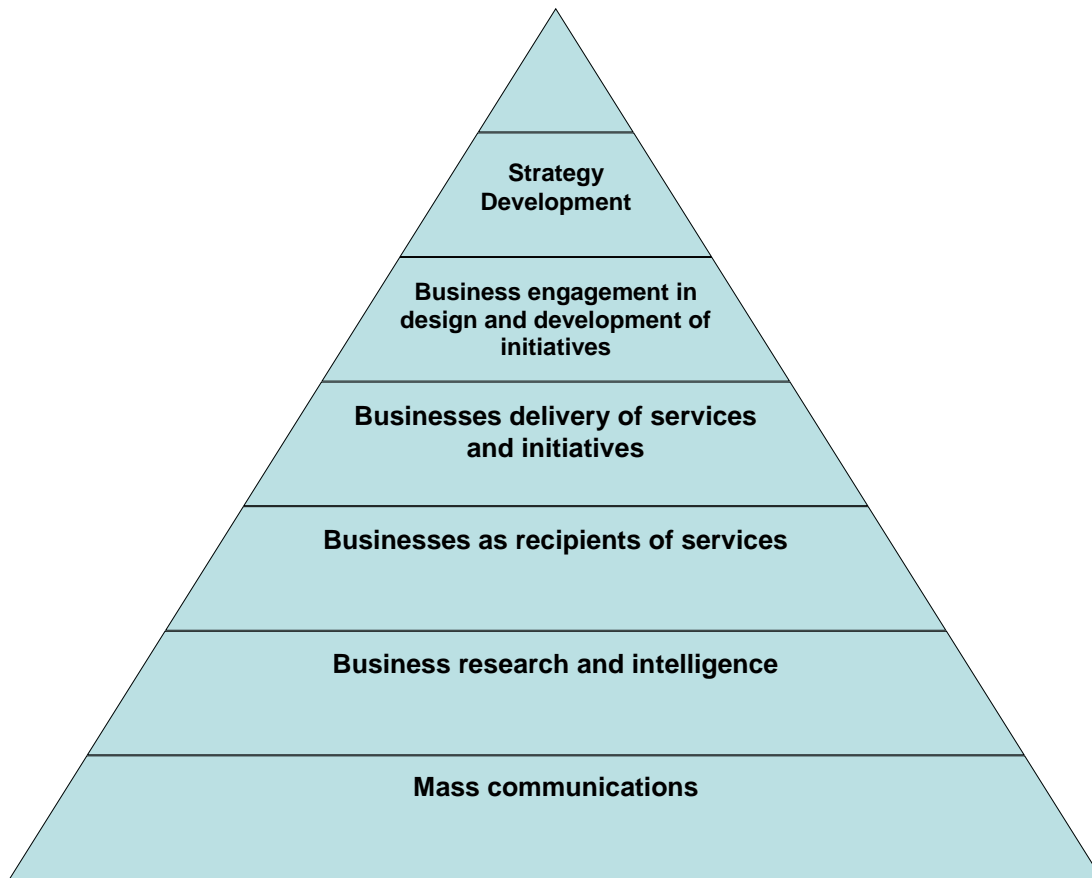 Strategy
Development
Business engagement in
design and development of
initiatives
Businesses delivery of services
and initiatives
Businesses as recipients of services
Business research and intelligence
Mass communications